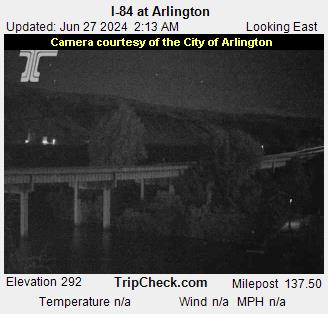 I-84 at Arlington
Updated: Jun 27 2024 2:13 AM Looking East
Camera courtesy of the City of Arlington
Elevation 292 TripCheck.com Milepost 137.50
Temperature n/a Wind n/a MPH n/a